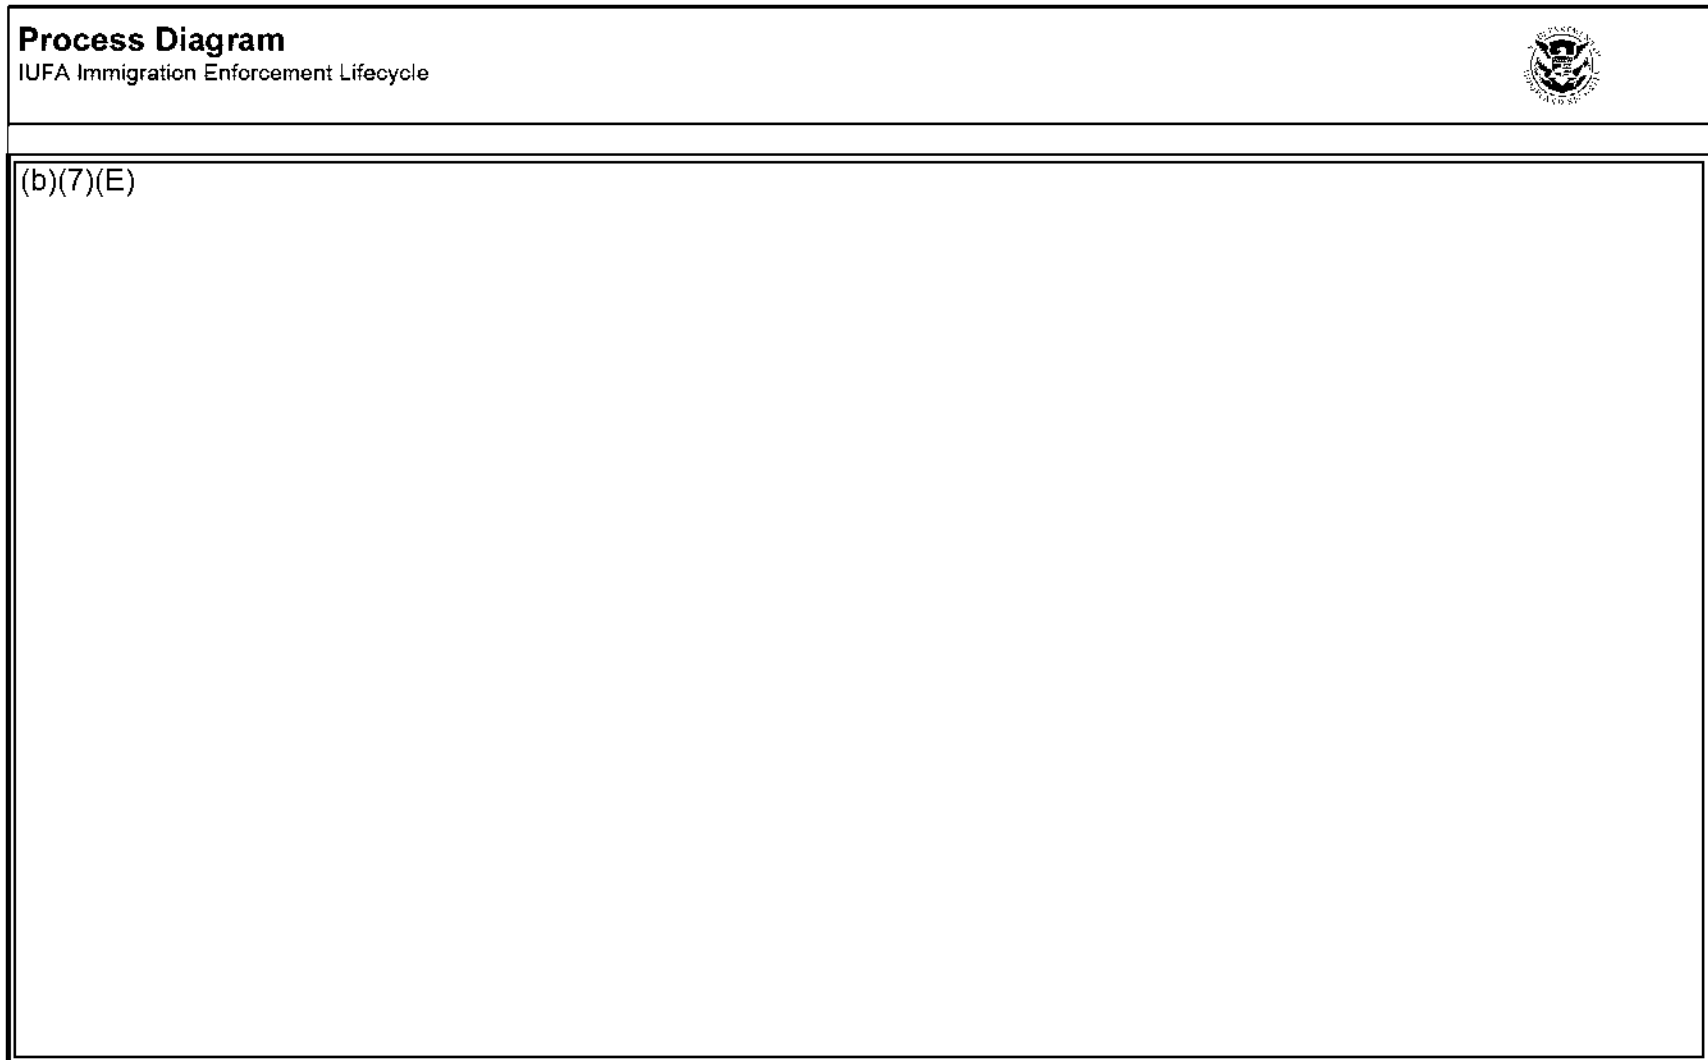 Process Diagram
IUFA Immigration Enforcement Lifecycle
(b)(7)(E)